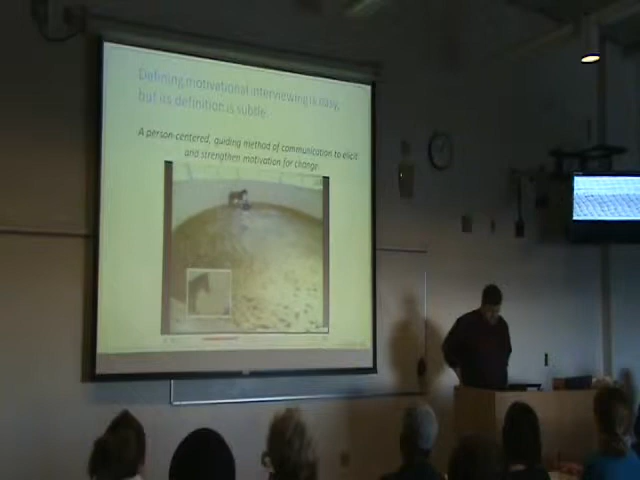 Defining motivational interviewing is easy,
but its definition is subtle.
A person-centered, guiding method of communication to elicit
and strengthen motivation for change